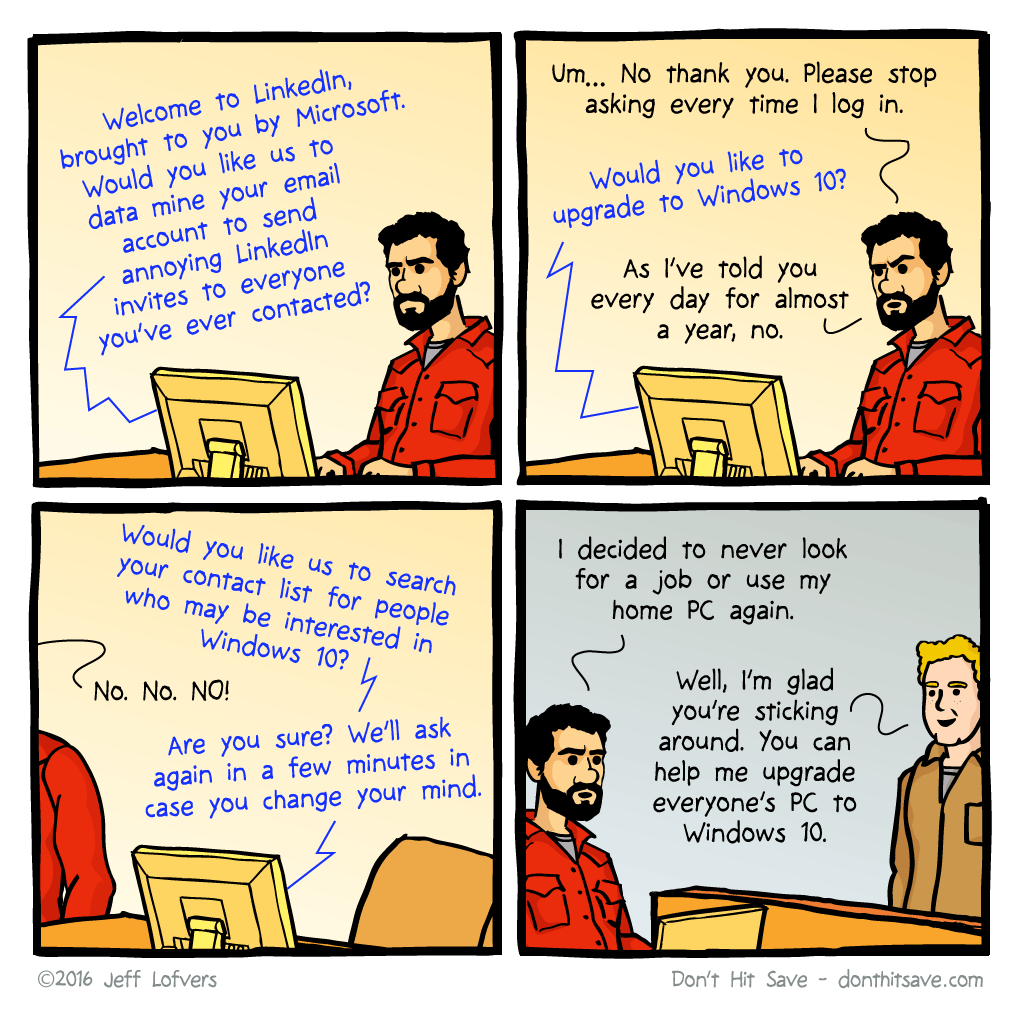 Welcome to LinkedIn,
brought to you by Microsoft.
Would you like us to
data mine your email
account to send
annoying LinkedIn
invites to everyone
you've ever contacted?
Um... No thank you. Please stop
asking every time I log in.
Would you like to
upgrade to Windows 10?
As I've told you
every day for almost
a year, no.
Would you like us to search
your contact list for people
who may be interested in
Windows 10?
No. No. NO!
Are you sure? We'll ask
again in a few minutes in
case you change your mind.
I decided to never look
for a job or use my
home PC again.
Well, I'm glad
you're sticking
around. You can
help me upgrade
everyone's PC to
Windows 10.
©2016 Jeff Lofvers
Don't Hit Save - donthitsave.com